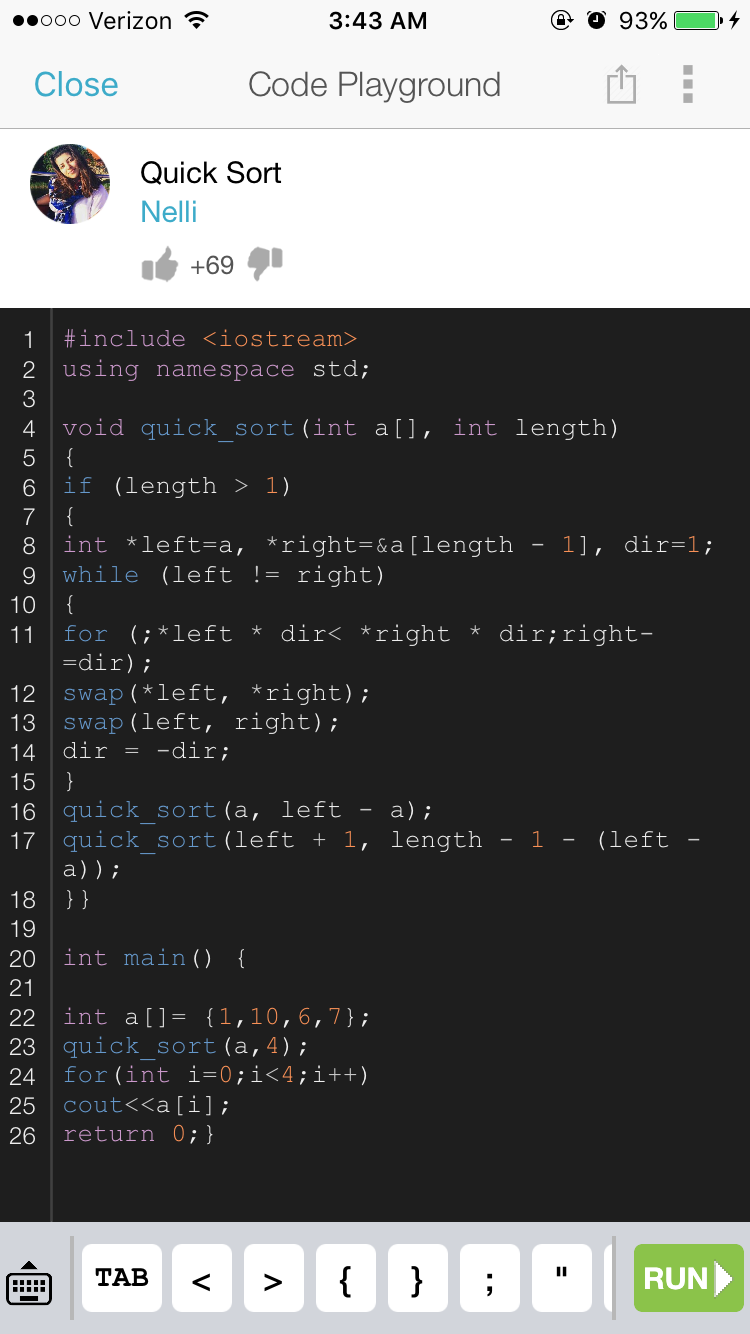 Verizon 3:43 AM 93%
Close Code Playground
Quick Sort
Nelli
+69
1 #include <iostream>
2 using namespace std;
3
4 void quick_sort(int a[], int length)
5 {
6 if (length > 1)
7 {
8 int *left=a, *right=&a[length - 1], dir=1;
9 while (left != right)
10 {
11 for (;*left * dir< *right * dir;right-
=dir);
12 swap(*left, *right);
13 swap(left, right);
14 dir = -dir;
15 }
16 quick_sort(a, left - a);
17 quick_sort(left + 1, length - 1 - (left -
a));
18 }}
19
20 int main() {
21
22 int a[]= {1,10,6,7};
23 quick_sort(a,4);
24 for(int i=0;i<4;i++)
25 cout<<a[i];
26 return 0;}
TAB < > { } ; " RUN